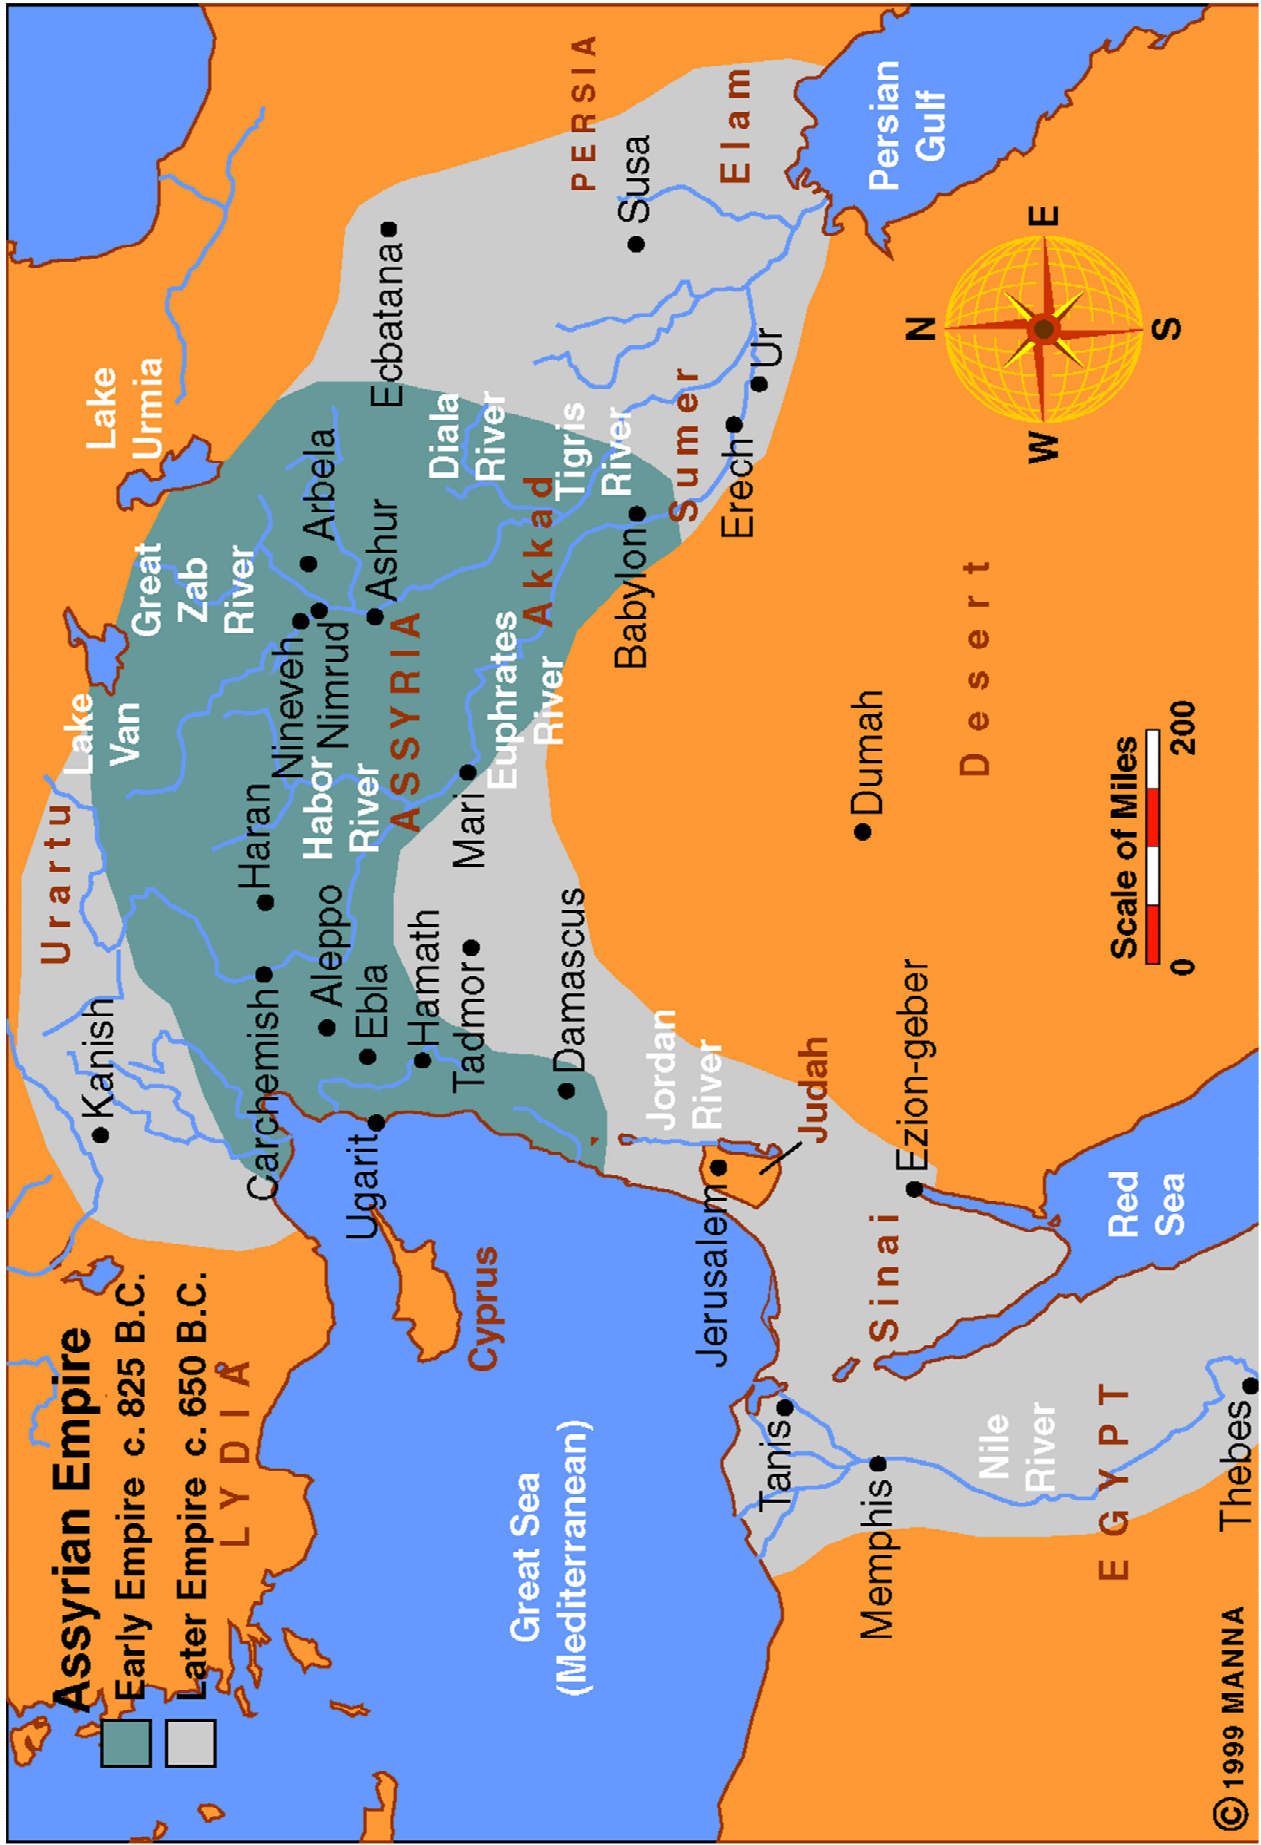 Assyrian Empire
Early Empire c. 825 B.C.
Later Empire c. 650 B.C.
LYDIA
Kanish
Urartu
Lake
Van
Lake
Urmia
Great
Zab
River
Carchemish
Haran
Nineveh
Nimrud
Arbela
Habor
River
Aleppo
Ebla
Ashur
Ecbatana
ASSYRIA
Ugarit
Hamath
Tadmor
Mari
Euphrates
River
Akkad
Diala
River
Tigris
River
PERSIA
Cyprus
Damascus
Babylon
Sumer
Susa
Elam
Great Sea
(Mediterranean)
Jordan
River
Jerusalem
Judah
Erech
Ur
Persian
Gulf
Tanis
Memphis
Sinai
Ezion-geber
Dumah
Desert
N
W
E
S
Nile
River
EGYPT
Red
Sea
Scale of Miles
0 200
Thebes
© 1999 MANNA